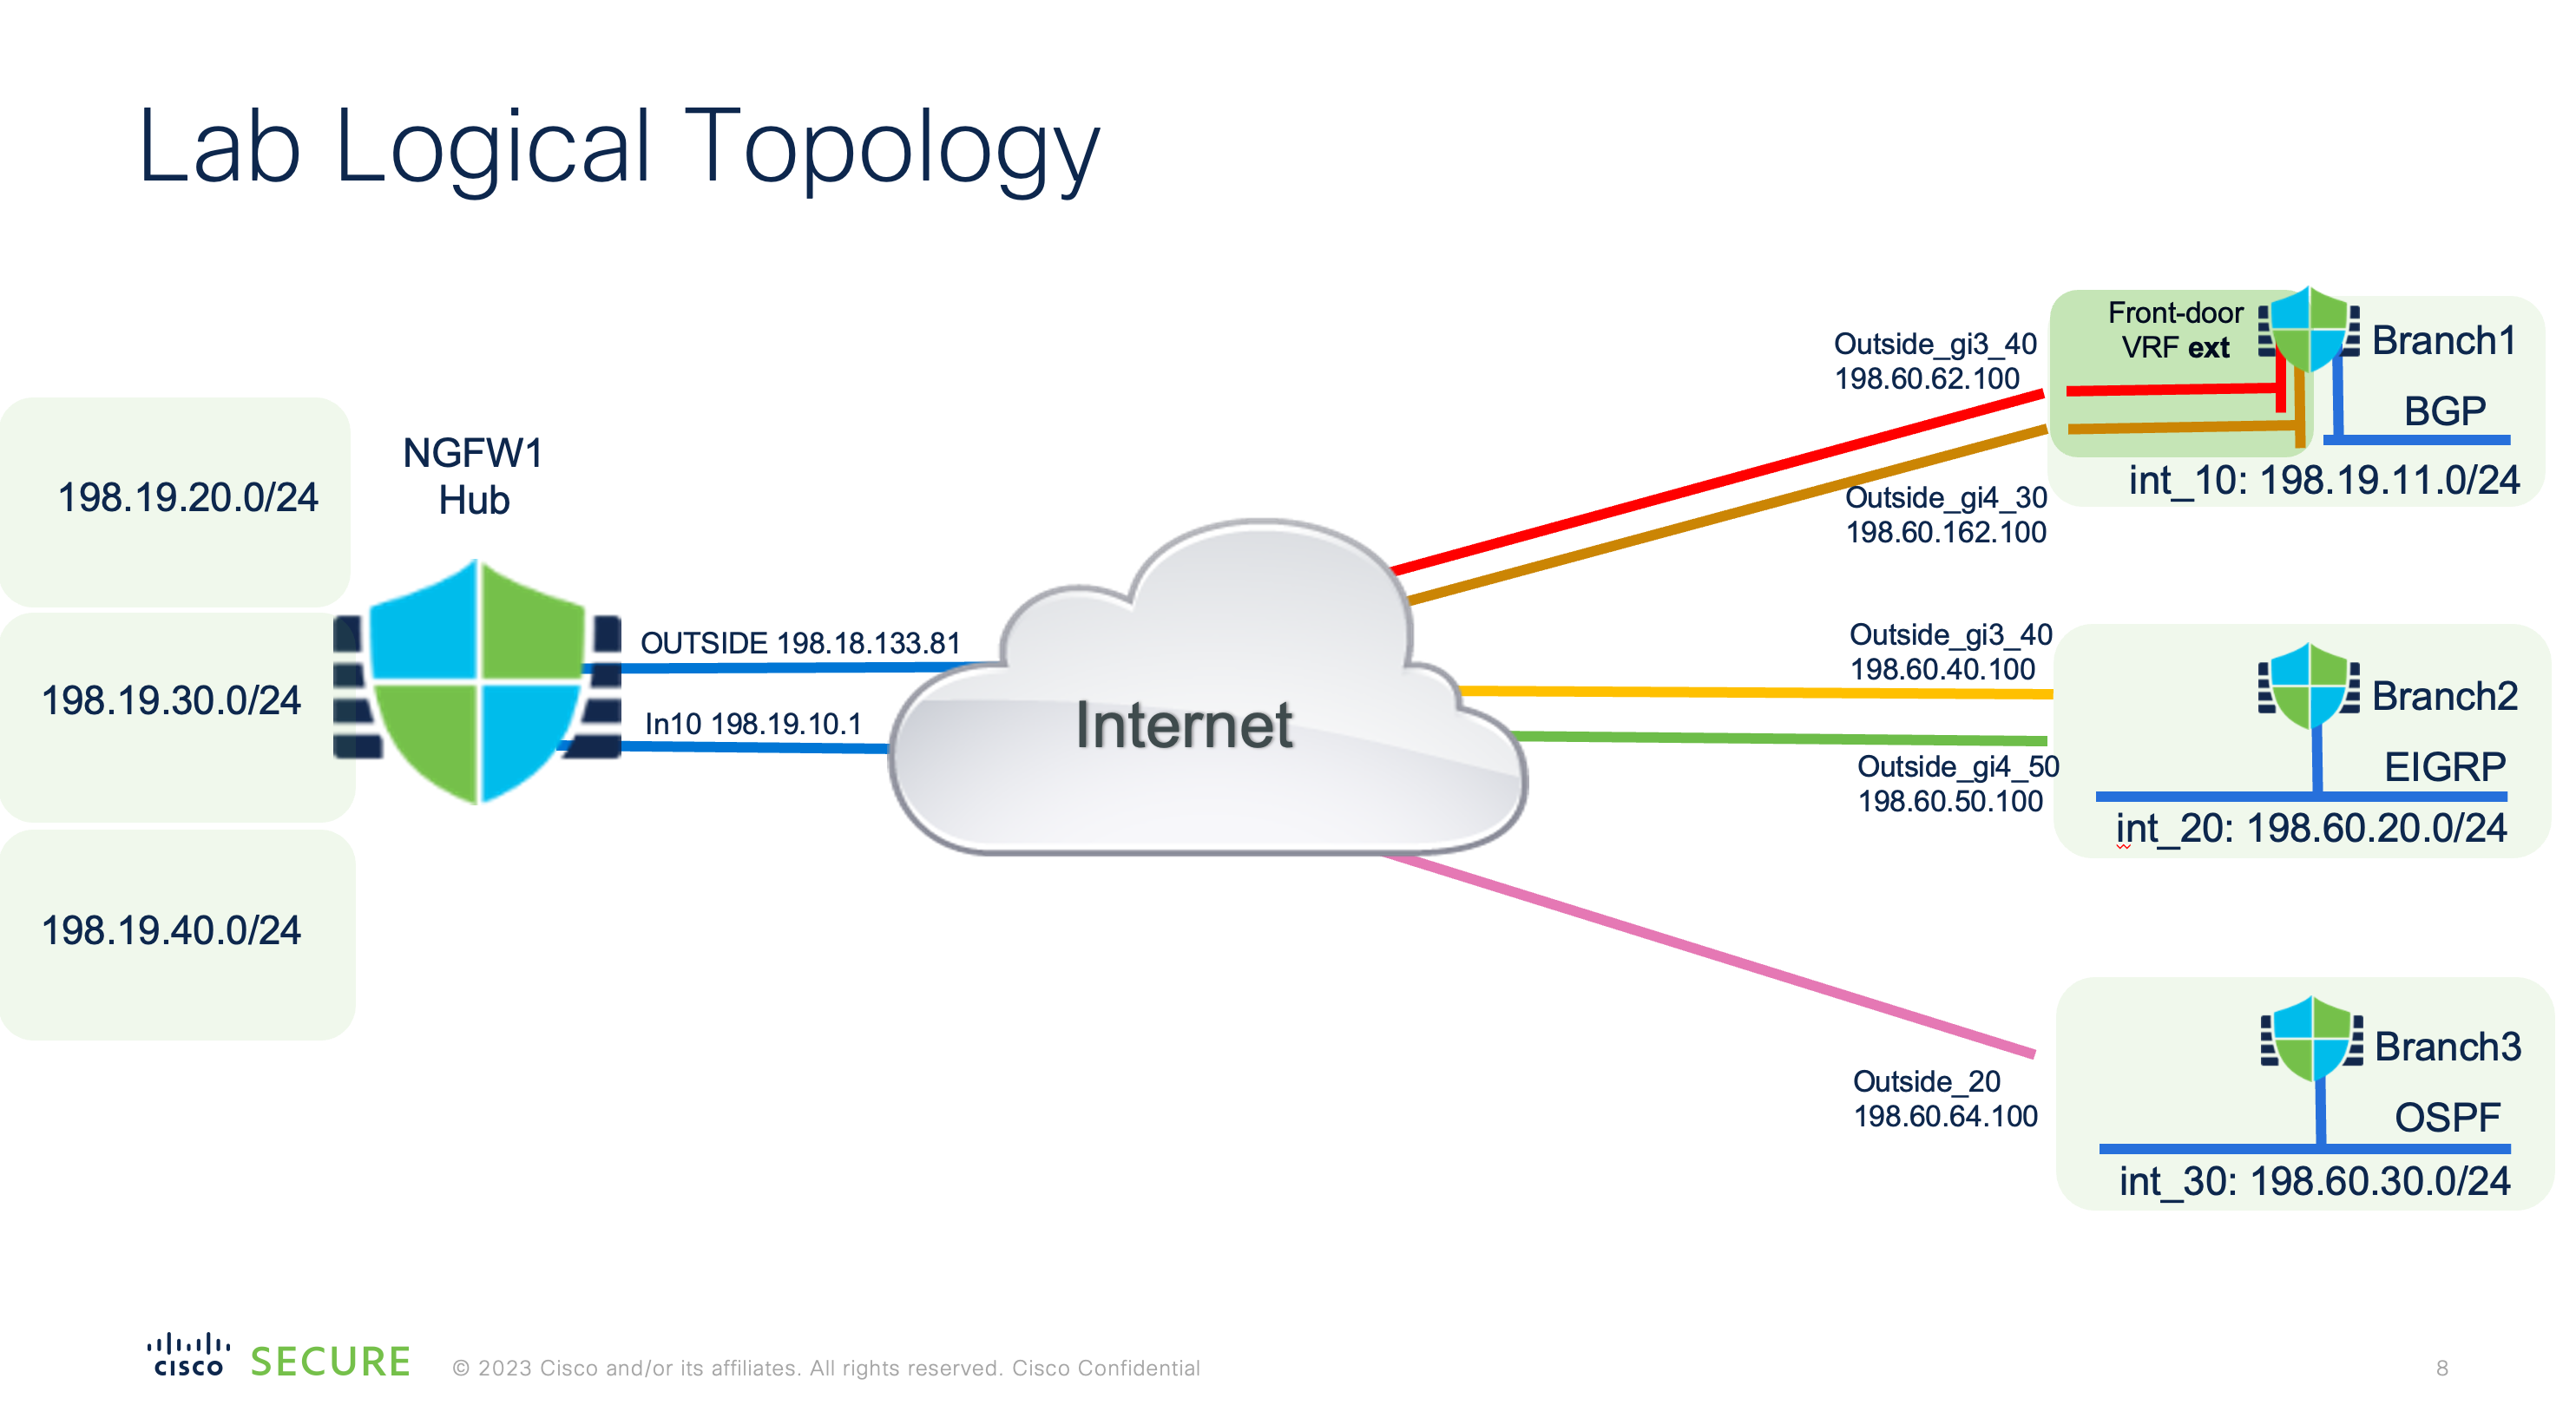 Lab Logical Topology
198.19.20.0/24
198.19.30.0/24
198.19.40.0/24
NGFW1
Hub
OUTSIDE 198.18.133.81
In10 198.19.10.1
Internet
Outside_gi3_40
198.60.62.100
Outside_gi4_30
198.60.162.100
Front-door
VRF ext
Branch1
BGP
int_10: 198.19.11.0/24
Outside_gi3_40
198.60.40.100
Outside_gi4_50
198.60.50.100
Branch2
EIGRP
int_20: 198.60.20.0/24
Outside_20
198.60.64.100
Branch3
OSPF
int_30: 198.60.30.0/24
CISCO SECURE
© 2023 Cisco and/or its affiliates. All rights reserved. Cisco Confidential
8